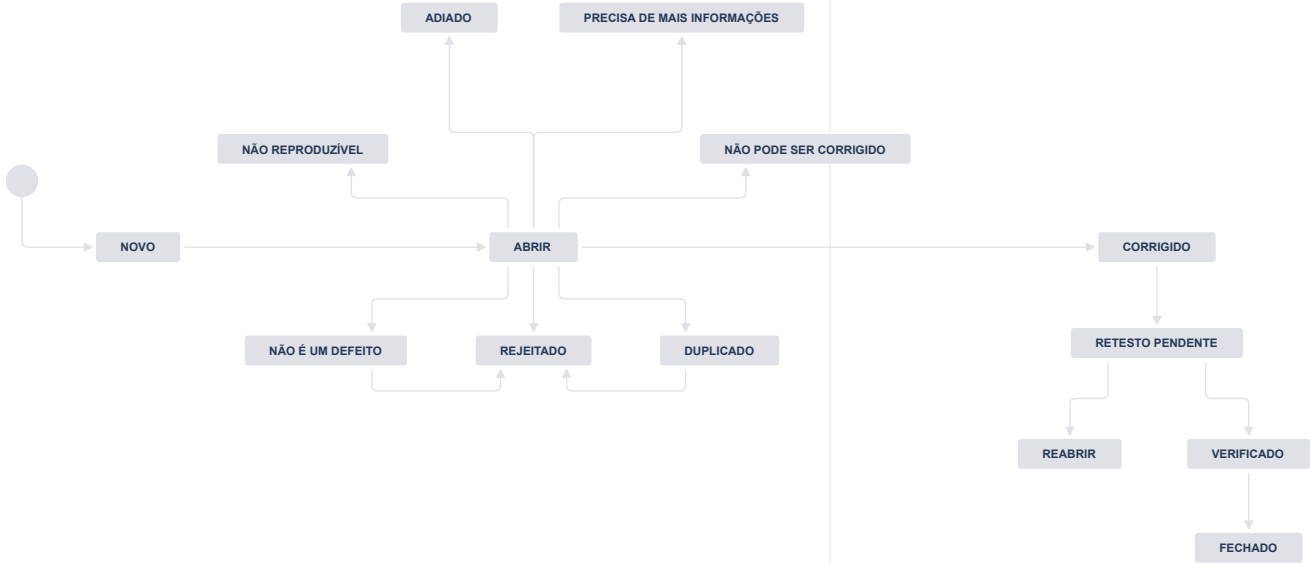 ADIADO
PRECISA DE MAIS INFORMAÇÕES
NÃO REPRODUZÍVEL
NÃO PODE SER CORRIGIDO
NOVO
ABRIR
CORRIGIDO
NÃO É UM DEFEITO
REJEITADO
DUPLICADO
RETESTO PENDENTE
REABRIR
VERIFICADO
FECHADO